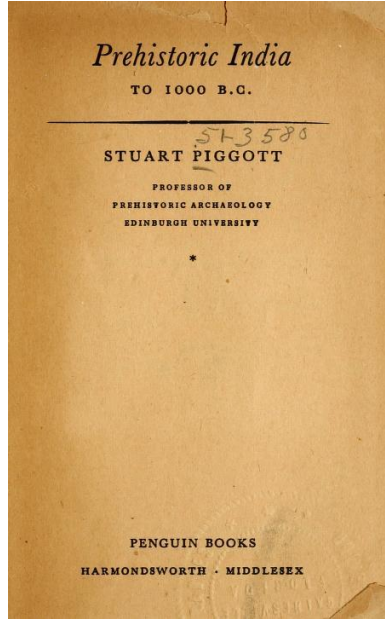 Prehistoric India
TO 1000 B.C.
51-3580
STUART PIGGOTT
PROFESSOR OF
PREHISTORIC ARCHAEOLOGY
EDINBURGH UNIVERSITY
*
PENGUIN BOOKS
HARMONDSWORTH · MIDDLESEX